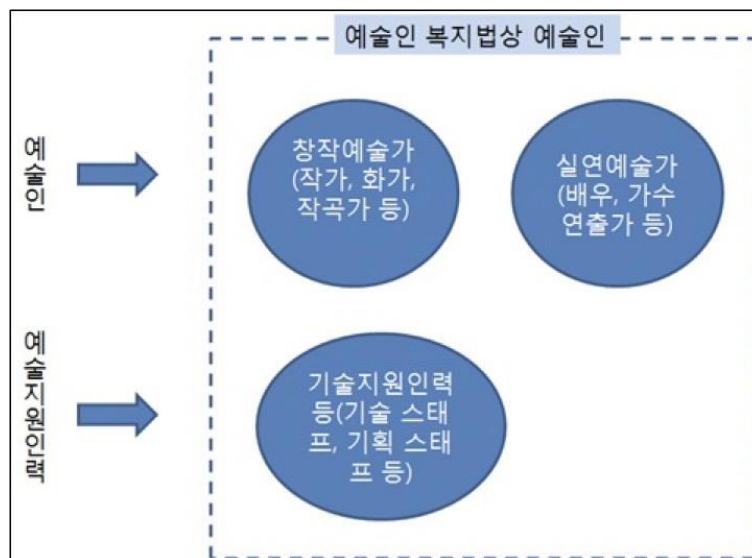 예술인 복지법상 예술인
예술인
창작예술가
(작가, 화가,
작곡가 등)
실연예술가
(배우, 가수
연출가 등)
예술지원인력
기술지원인력
등(기술 스태
프, 기획 스태
프 등)